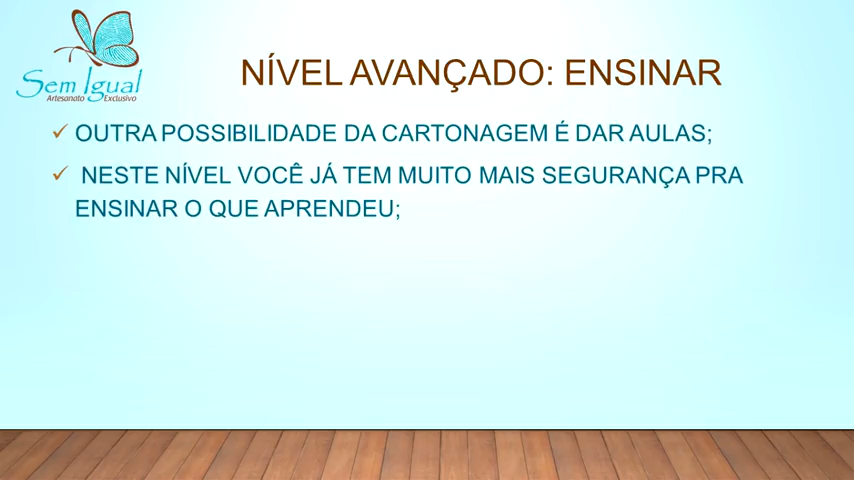 Sem Igual
Artesanato Exclusivo
NÍVEL AVANÇADO: ENSINAR
OUTRA POSSIBILIDADE DA CARTONAGEM É DAR AULAS;
NESTE NÍVEL VOCÊ JÁ TEM MUITO MAIS SEGURANÇA PRA
ENSINAR O QUE APRENDEU;